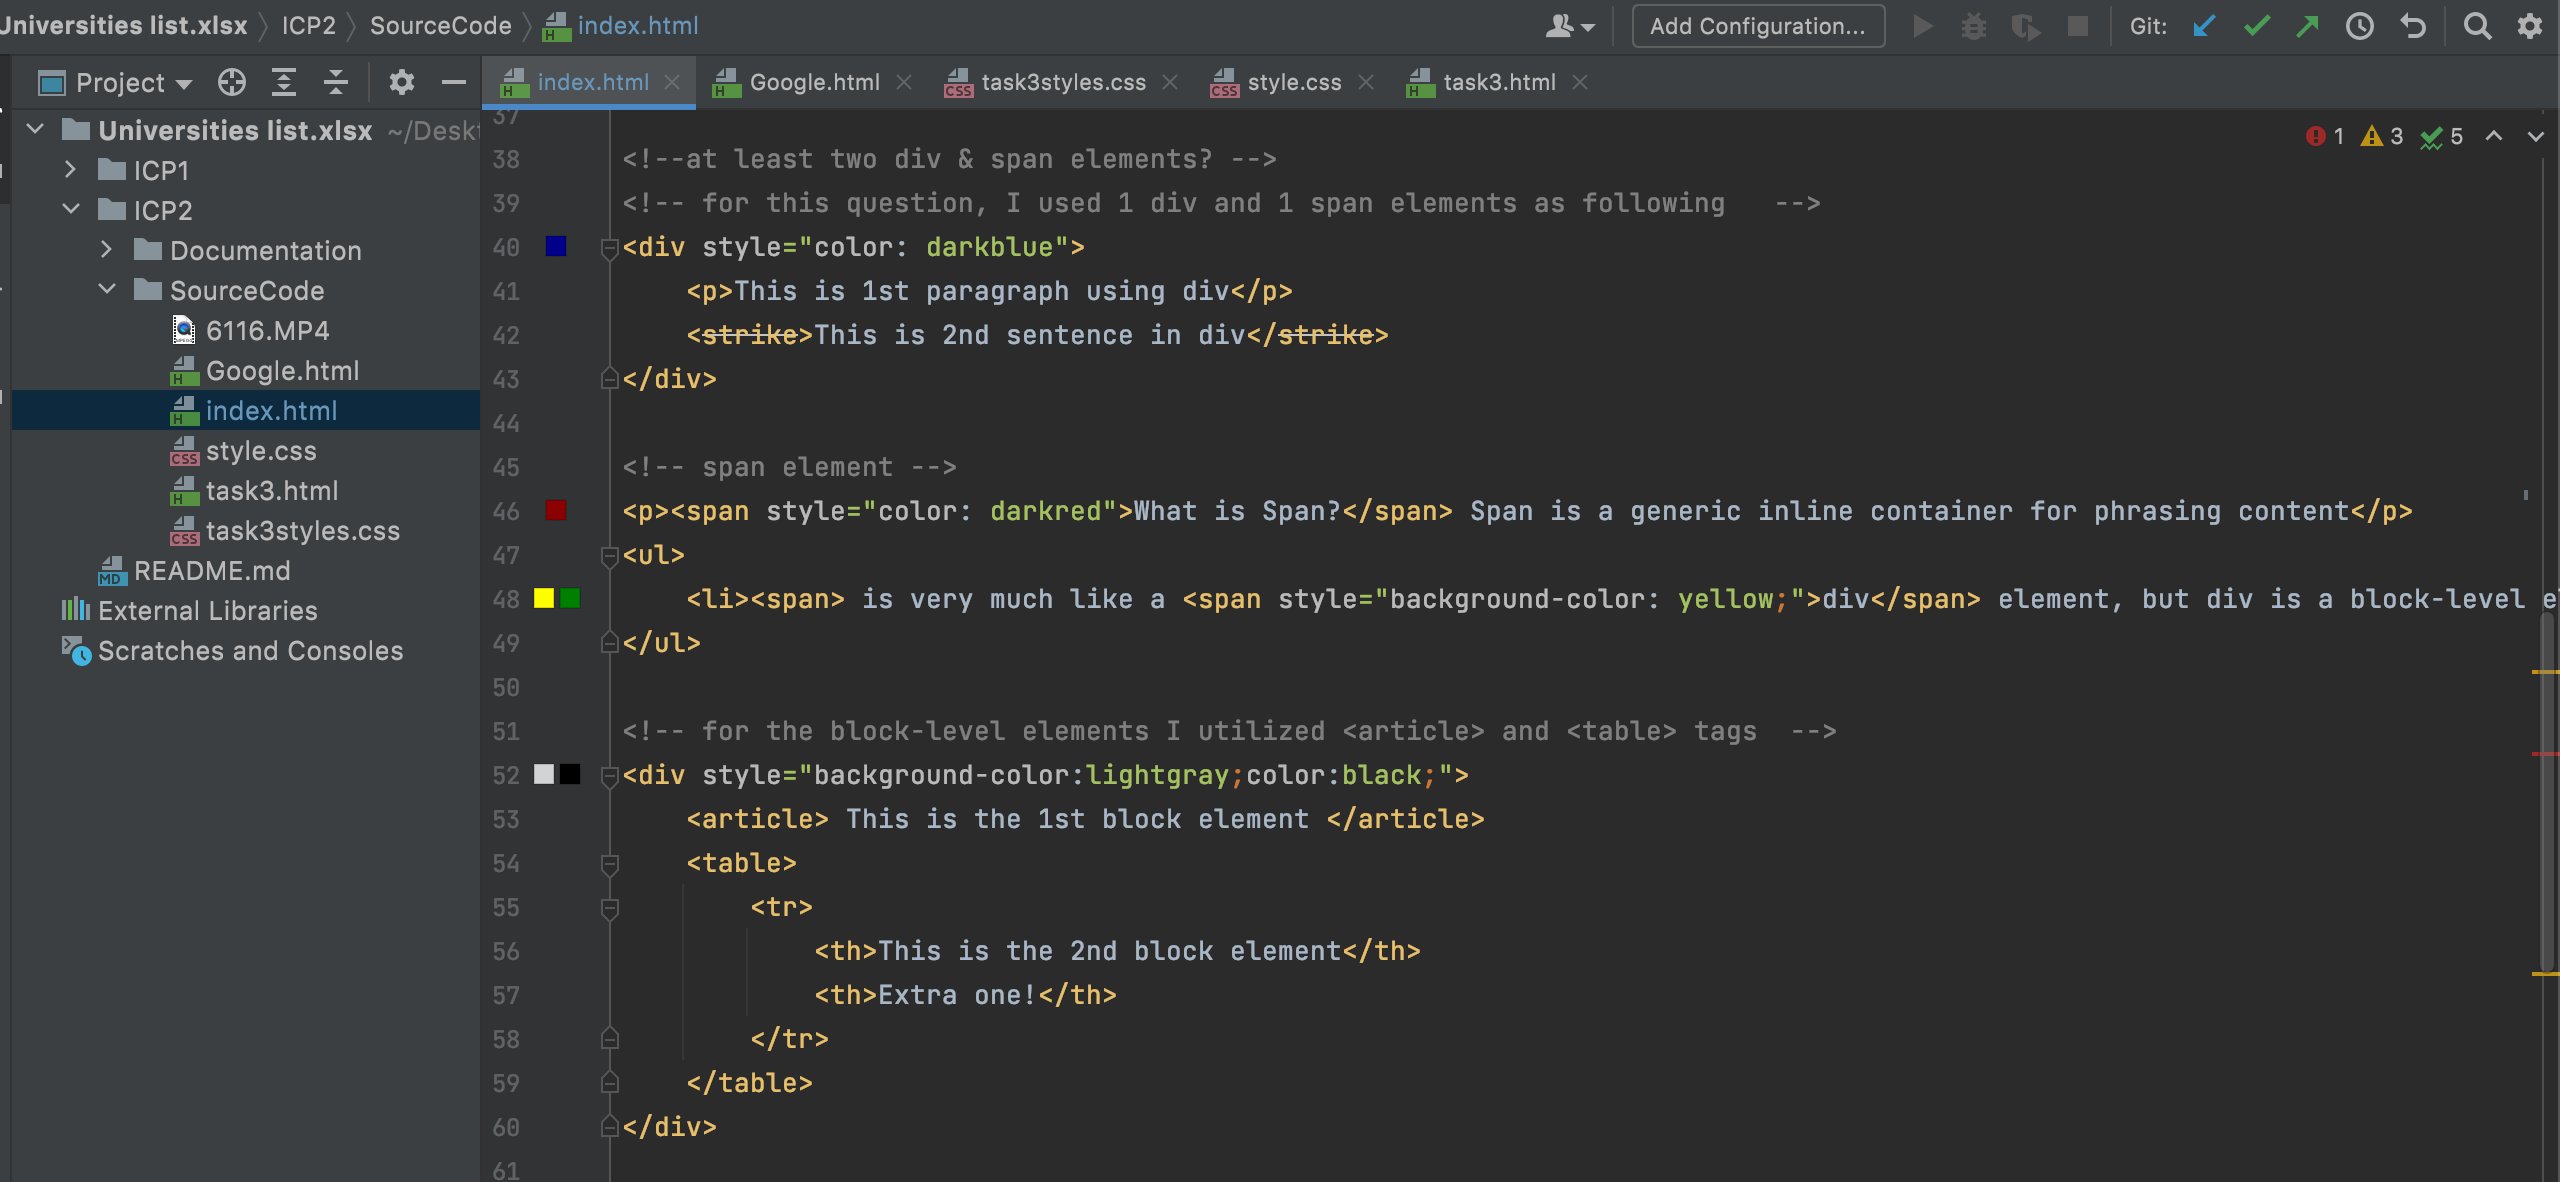 Universities list.xlsx ICP2 SourceCode index.html Add Configuration... Git:
Project index.html Google.html task3styles.css style.css task3.html
Universities list.xlsx ~/Deskt
ICP1
ICP2
Documentation
SourceCode
6116.MP4
Google.html
index.html
style.css
task3.html
task3styles.css
README.md
External Libraries
Scratches and Consoles
1 3 5
37
38 <!--at least two div & span elements? -->
39 <!-- for this question, I used 1 div and 1 span elements as following   -->
40 <div style="color: darkblue">
41     <p>This is 1st paragraph using div</p>
42     <strike>This is 2nd sentence in div</strike>
43 </div>
44
45 <!-- span element -->
46 <p><span style="color: darkred">What is Span?</span> Span is a generic inline container for phrasing content</p>
47 <ul>
48     <li><span> is very much like a <span style="background-color: yellow;">div</span> element, but div is a block-level e
49 </ul>
50
51 <!-- for the block-level elements I utilized <article> and <table> tags  -->
52 <div style="background-color:lightgray;color:black;">
53     <article> This is the 1st block element </article>
54     <table>
55         <tr>
56             <th>This is the 2nd block element</th>
57             <th>Extra one!</th>
58         </tr>
59     </table>
60 </div>
61